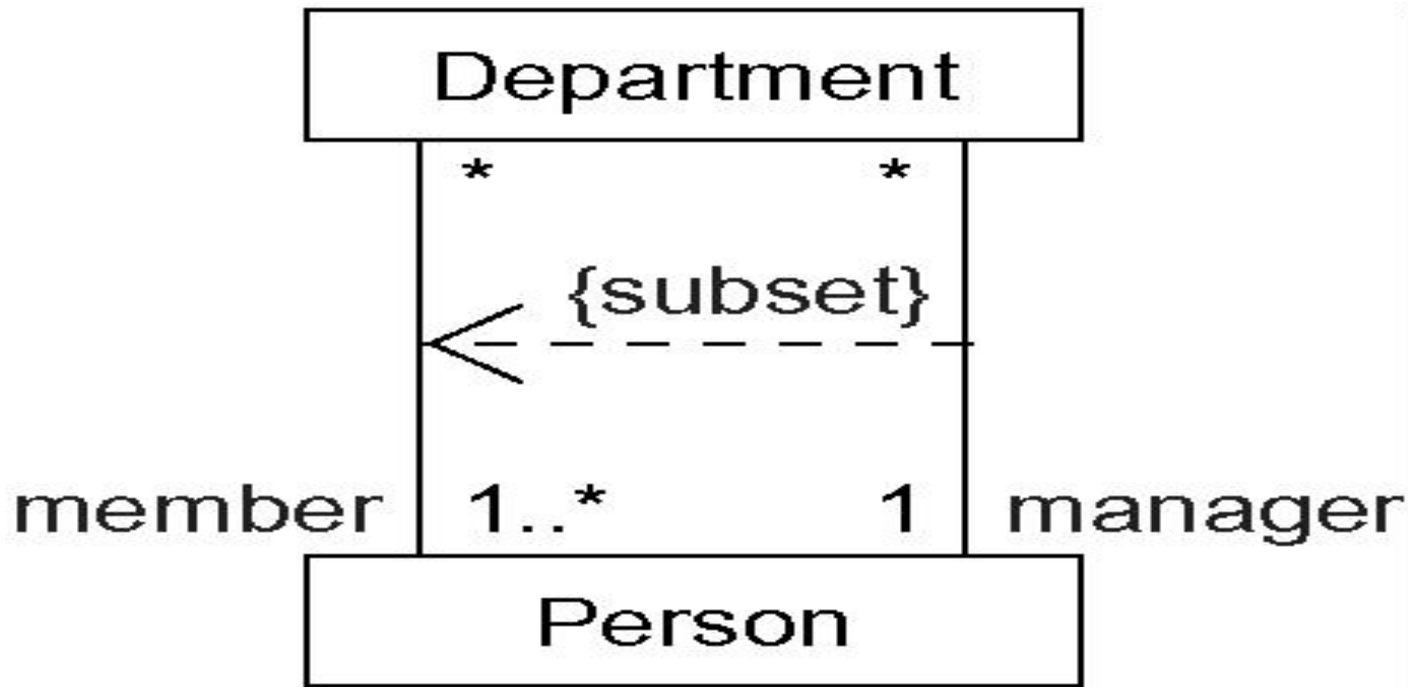 Department
* *
{subset}
member 1..* 1 manager
Person